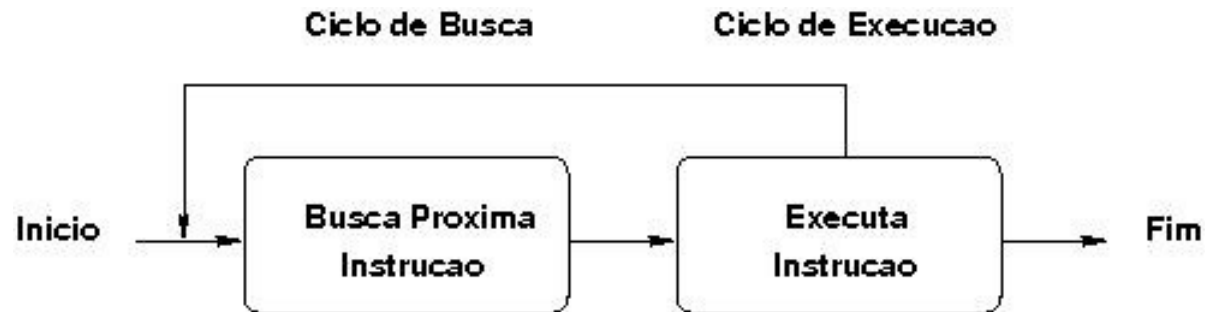 Ciclo de Busca
Ciclo de Execucao
Inicio
Busca Proxima
Instrucao
Executa
Instrucao
Fim